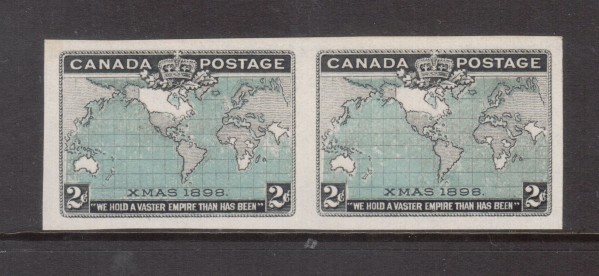 CANADA POSTAGE
XMAS 1898.
2¢ 2¢
"WE HOLD A VASTER EMPIRE THAN HAS BEEN"
CANADA POSTAGE
XMAS 1898.
2¢ 2¢
"WE HOLD A VASTER EMPIRE THAN HAS BEEN"